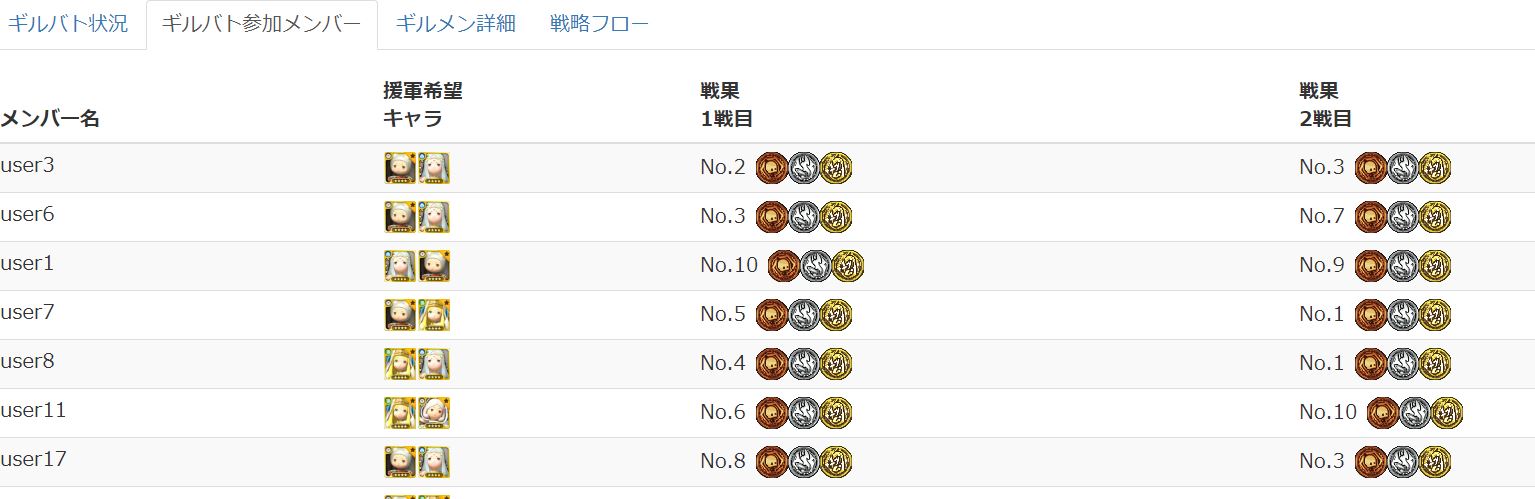 ギルバト状況 ギルバト参加メンバー ギルメン詳細 戦略フロー
メンバー名 援軍希望キャラ 戦果1戦目 戦果2戦目
user3 No.2 No.3
user6 No.3 No.7
user1 No.10 No.9
user7 No.5 No.1
user8 No.4 No.1
user11 No.6 No.10
user17 No.8 No.3